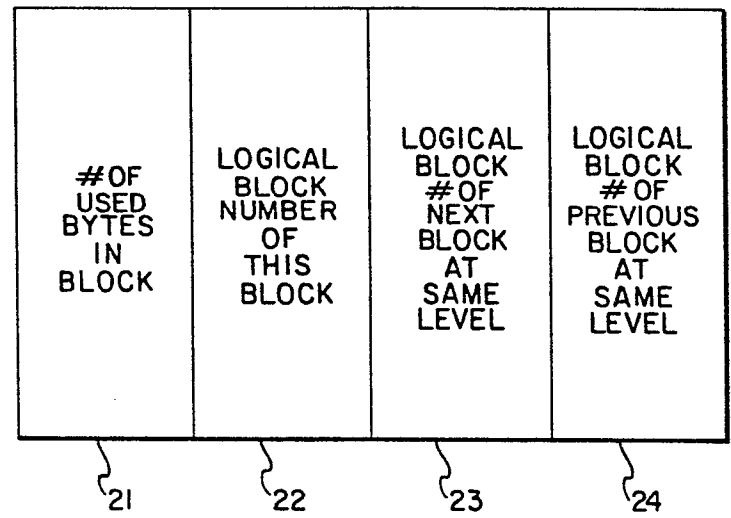 #OF
USED
BYTES
IN
BLOCK
LOGICAL
BLOCK
NUMBER
OF
THIS
BLOCK
LOGICAL
BLOCK
#OF
NEXT
BLOCK
AT
SAME
LEVEL
LOGICAL
BLOCK
#OF
PREVIOUS
BLOCK
AT
SAME
LEVEL
21
22
23
24